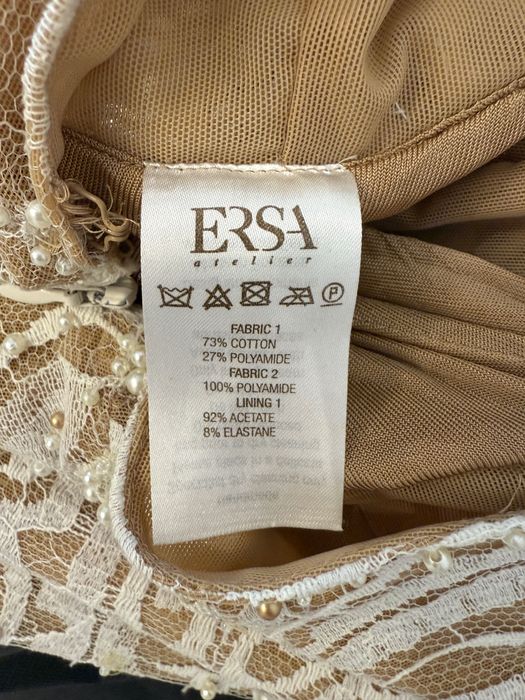 ERSA
atelier
P
FABRIC 1
73% COTTON
27% POLYAMIDE
FABRIC 2
100% POLYAMIDE
LINING 1
92% ACETATE
8% ELASTANE